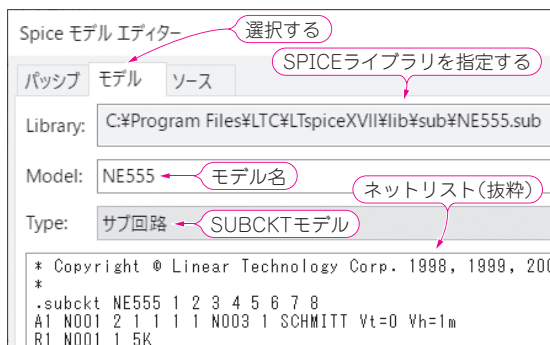 Spice モデル エディター
選択する
パッシブ モデル ソース
SPICEライブラリを指定する
Library: C:¥Program Files¥LTC¥LTspiceXVII¥lib¥sub¥NE555.sub
Model: NE555 モデル名
ネットリスト(抜粋)
Type: サブ回路 SUBCKTモデル
* Copyright © Linear Technology Corp. 1998, 1999, 200
*
.subckt NE555 1 2 3 4 5 6 7 8
A1 N001 2 1 1 1 1 N003 1 SCHMITT Vt=0 Vh=1m
R1 N001 1 5K